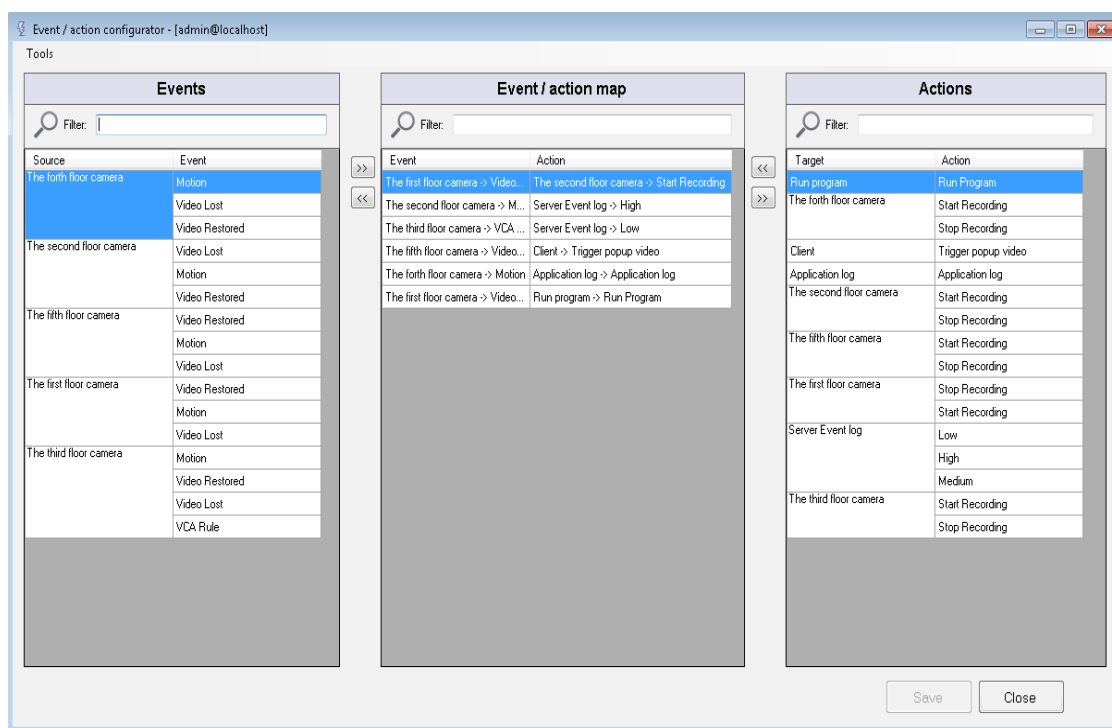 Event / action configurator - [admin@localhost]
Tools
Events
Filter:
Source Event
The forth floor camera Motion
Video Lost
Video Restored
The second floor camera Video Lost
Motion
Video Restored
The fifth floor camera Video Restored
Motion
Video Lost
The first floor camera Video Restored
Motion
Video Lost
The third floor camera Motion
Video Restored
Video Lost
VCA Rule
>>
<<
Event / action map
Filter:
Event Action
The first floor camera -> Video... The second floor camera -> Start Recording
The second floor camera -> M... Server Event log -> High
The third floor camera -> VCA ... Server Event log -> Low
The fifth floor camera -> Video... Client -> Trigger popup video
The forth floor camera -> Motion Application log -> Application log
The first floor camera -> Video... Run program -> Run Program
<<
>>
Actions
Filter:
Target Action
Run program Run Program
The forth floor camera Start Recording
Stop Recording
Client Trigger popup video
Application log Application log
The second floor camera Start Recording
Stop Recording
The fifth floor camera Start Recording
Stop Recording
The first floor camera Stop Recording
Start Recording
Server Event log Low
High
Medium
The third floor camera Start Recording
Stop Recording
Save Close